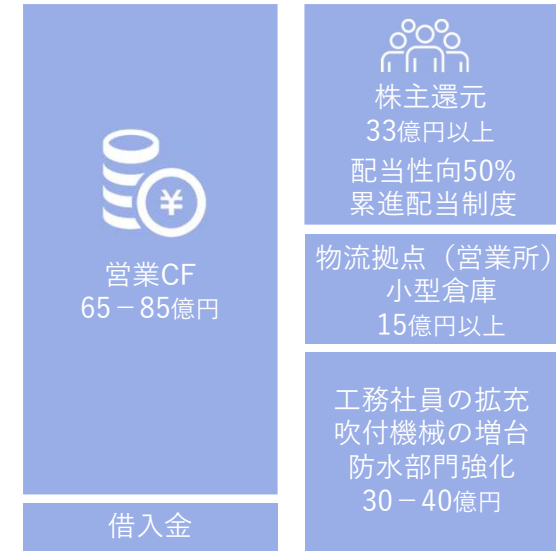 ¥
営業CF
65－85億円
借入金
株主還元
33億円以上
配当性向50%
累進配当制度
物流拠点（営業所）
小型倉庫
15億円以上
工務社員の拡充
吹付機械の増台
防水部門強化
30－40億円